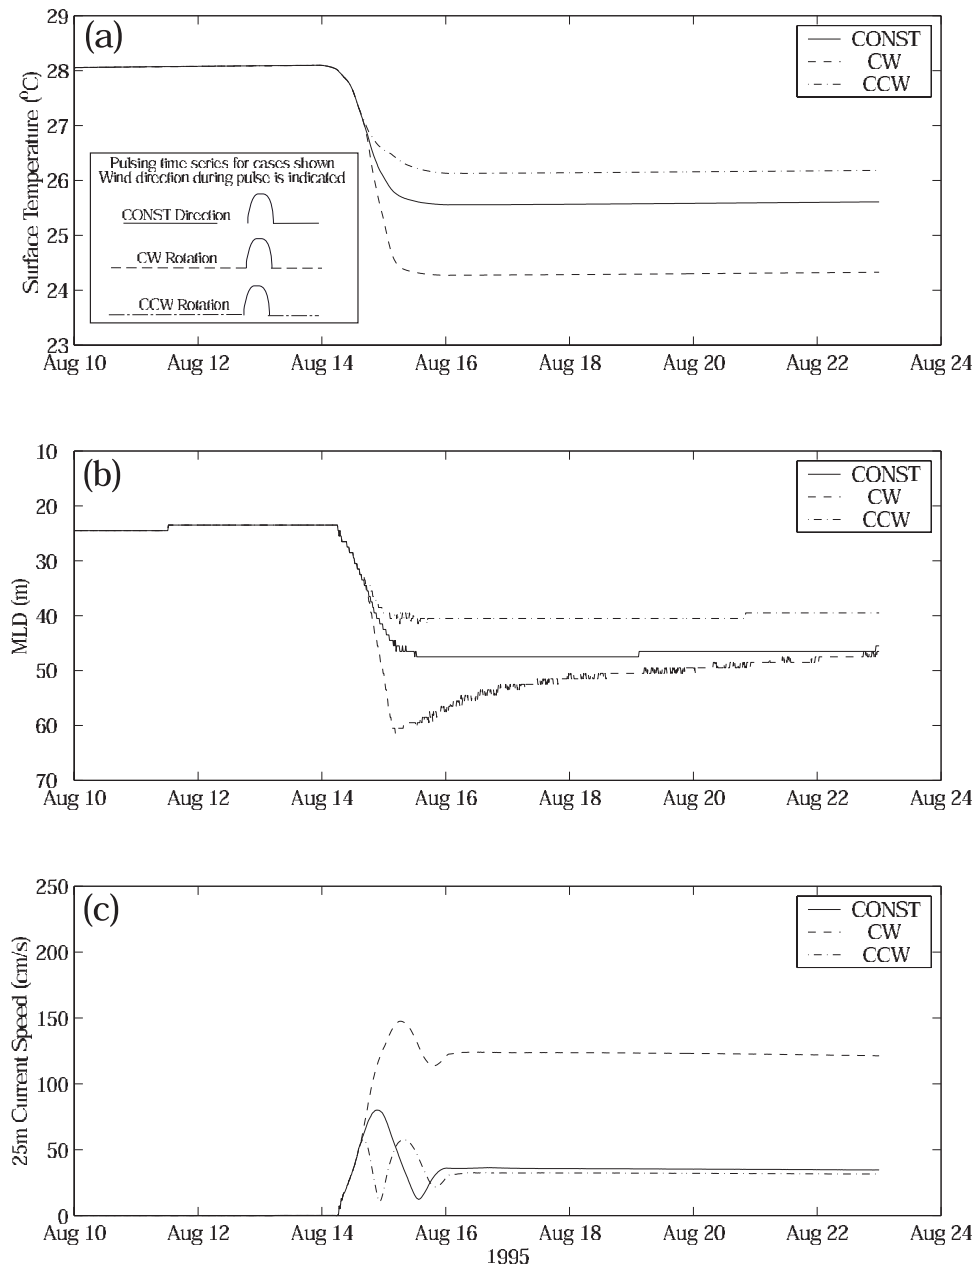 (a)
29
28
27
26
25
24
23
Surface Temperature (°C)
CONST
CW
CCW
Pulsing time series for cases shown
Wind direction during pulse is indicated
CONST Direction
CW Rotation
CCW Rotation
Aug 10 Aug 12 Aug 14 Aug 16 Aug 18 Aug 20 Aug 22 Aug 24
(b)
10
20
30
40
50
60
70
MLD (m)
CONST
CW
CCW
Aug 10 Aug 12 Aug 14 Aug 16 Aug 18 Aug 20 Aug 22 Aug 24
(c)
250
200
150
100
50
0
25m Current Speed (cm/s)
CONST
CW
CCW
Aug 10 Aug 12 Aug 14 Aug 16 Aug 18 Aug 20 Aug 22 Aug 24
1995